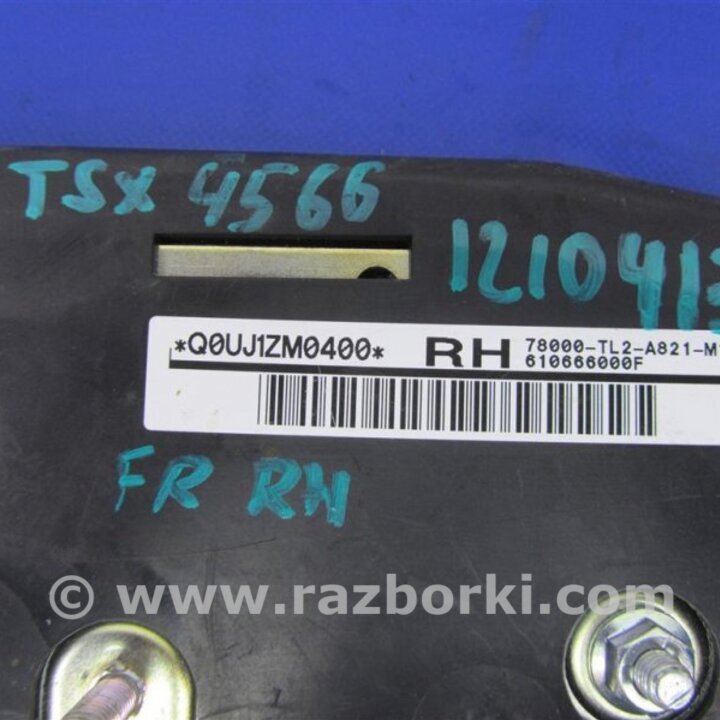 TSX 4566
121041
*Q0UJ1ZM0400* RH 78000-TL2-A821-M
610666000F
FR RH
© www.razborki.com